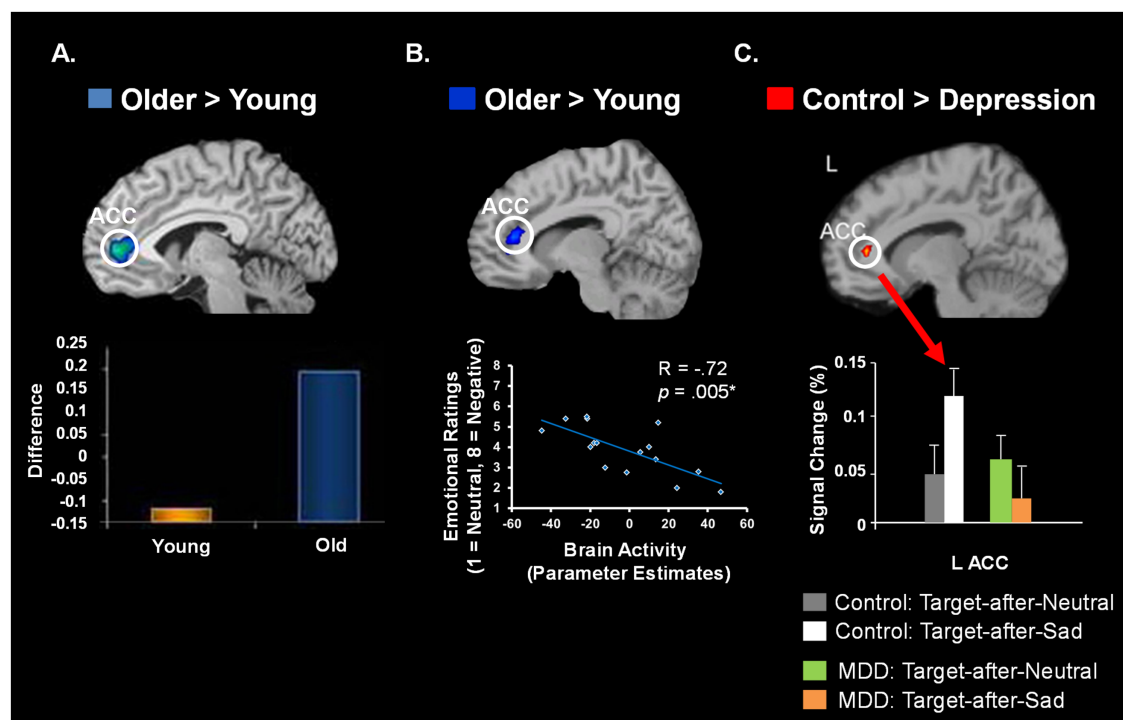 A.
Older > Young
ACC
0.25
0.2
0.15
0.1
0.05
0
-0.05
-0.1
-0.15
Difference
Young
Old
B.
Older > Young
ACC
Emotional Ratings
(1 = Neutral, 8 = Negative)
8
7
6
5
4
3
2
1
R = -.72
p = .005*
-60
-40
-20
0
20
40
60
Brain Activity
(Parameter Estimates)
C.
Control > Depression
L
ACC
Signal Change (%)
0.15
0.1
0.05
0
L ACC
Control: Target-after-Neutral
Control: Target-after-Sad
MDD: Target-after-Neutral
MDD: Target-after-Sad